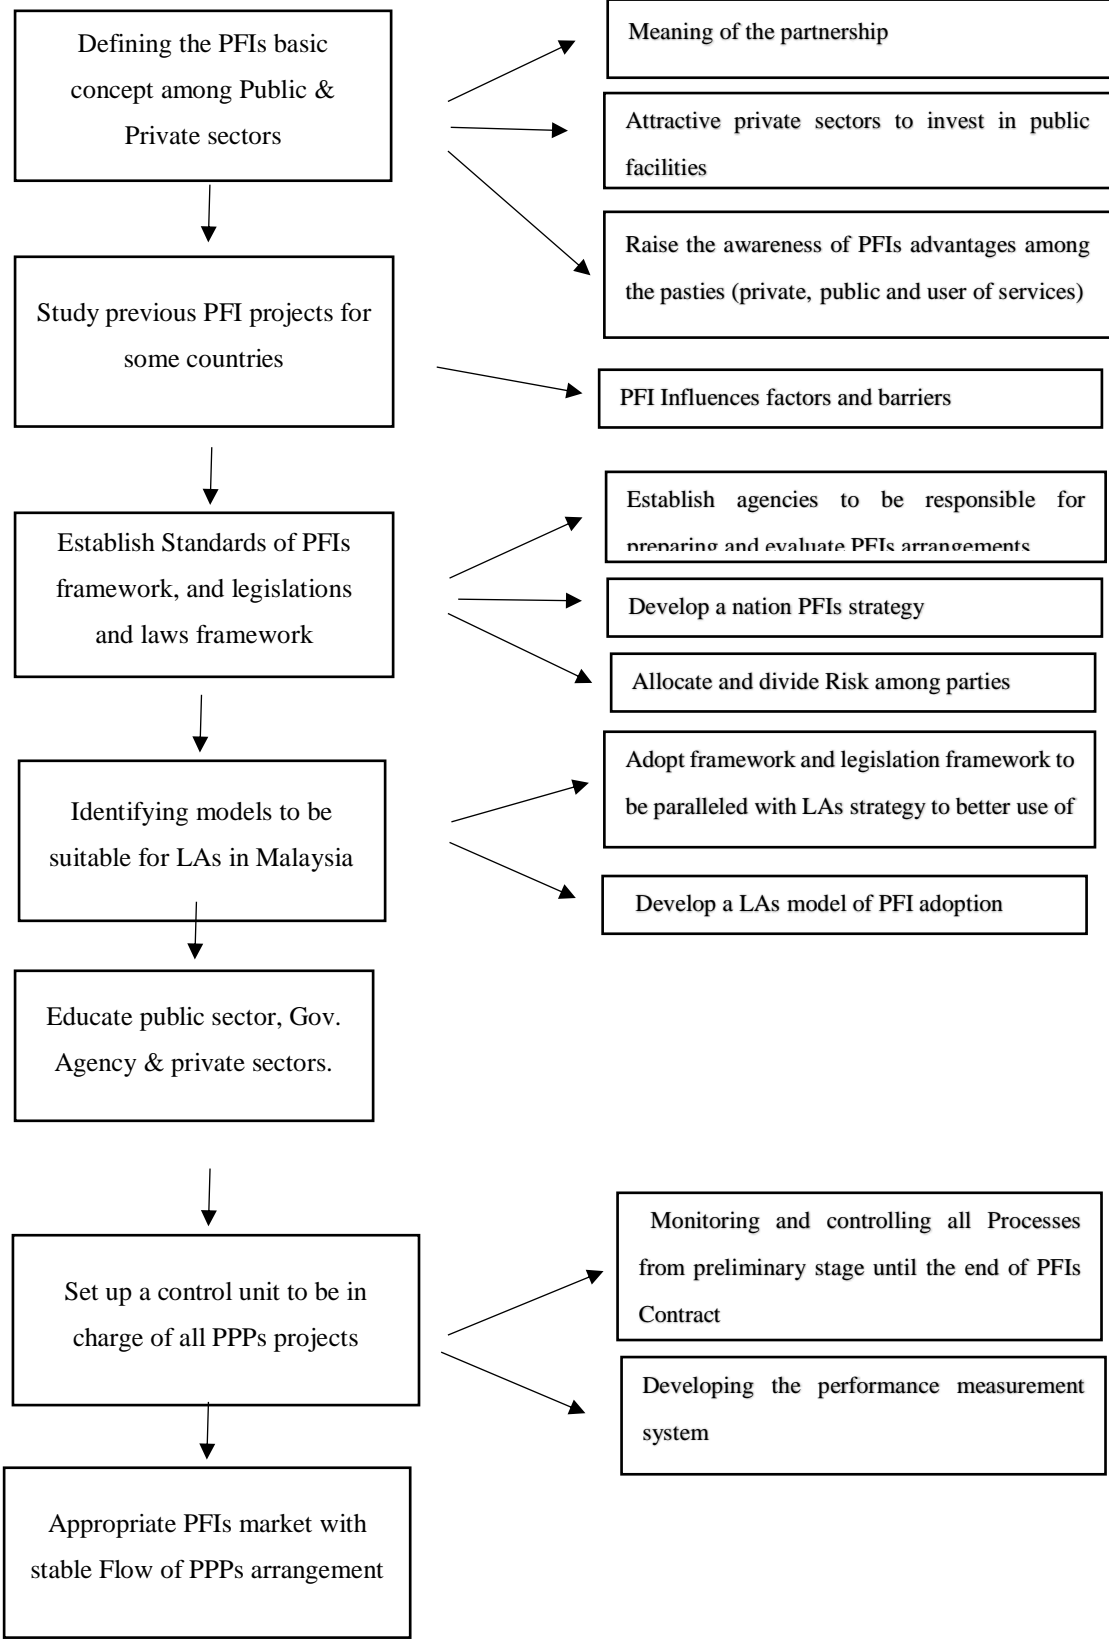 Defining the PFIs basic
concept among Public &
Private sectors
Meaning of the partnership
Attractive private sectors to invest in public
facilities
Raise the awareness of PFIs advantages among
the pasties (private, public and user of services)
Study previous PFI projects for
some countries
PFI Influences factors and barriers
Establish Standards of PFIs
framework, and legislations
and laws framework
Establish agencies to be responsible for
preparing and evaluate PFIs arrangements
Develop a nation PFIs strategy
Allocate and divide Risk among parties
Identifying models to be
suitable for LAs in Malaysia
Adopt framework and legislation framework to
be paralleled with LAs strategy to better use of
Develop a LAs model of PFI adoption
Educate public sector, Gov.
Agency & private sectors.
Set up a control unit to be in
charge of all PPPs projects
Monitoring and controlling all Processes
from preliminary stage until the end of PFIs
Contract
Developing the performance measurement
system
Appropriate PFIs market with
stable Flow of PPPs arrangement